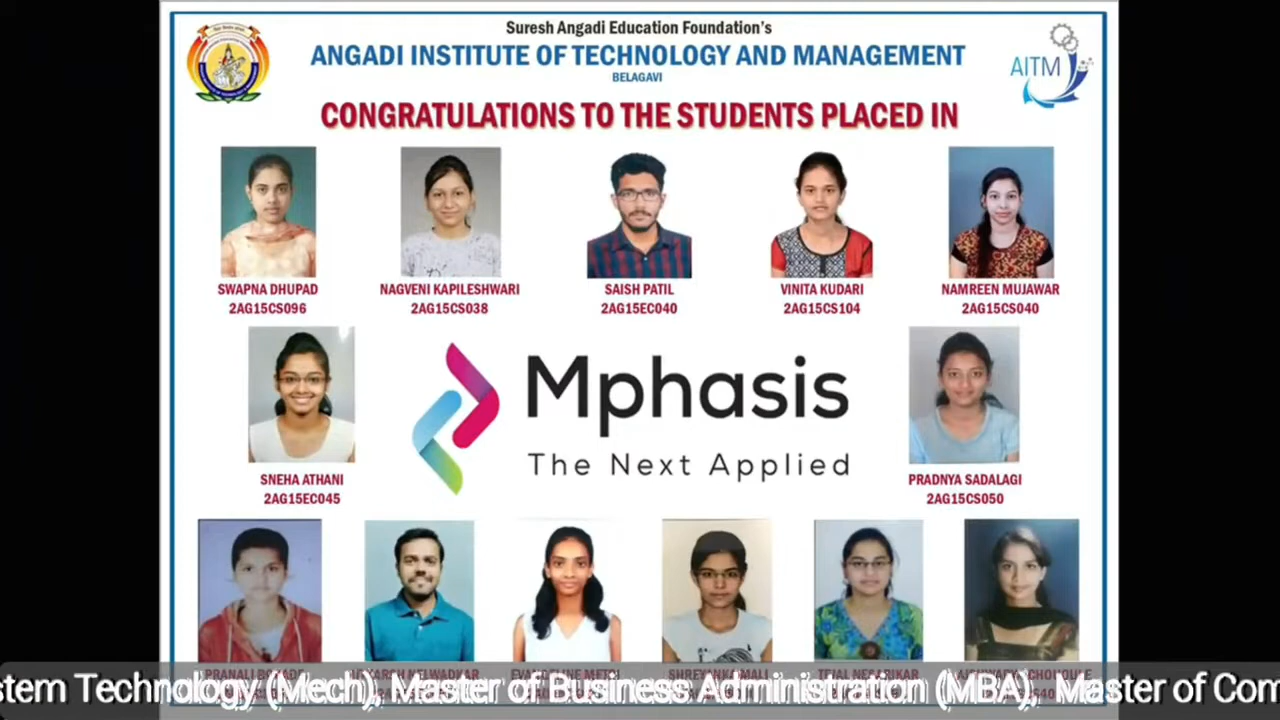 Suresh Angadi Education Foundation's
ANGADI INSTITUTE OF TECHNOLOGY AND MANAGEMENT
BELAGAVI
AITM
CONGRATULATIONS TO THE STUDENTS PLACED IN
SWAPNA DHUPAD NAGVENI KAPILESHWARI SAISH PATIL VINITA KUDARI NAMREEN MUJAWAR
2AG15CS096 2AG15CS038 2AG15EC040 2AG15CS104 2AG15CS040
Mphasis
The Next Applied
SNEHA ATHANI PRADNYA SADALAGI
2AG15EC045 2AG15CS050
stem Technology (Mech), Master of Business Administration (MBA), Master of Com